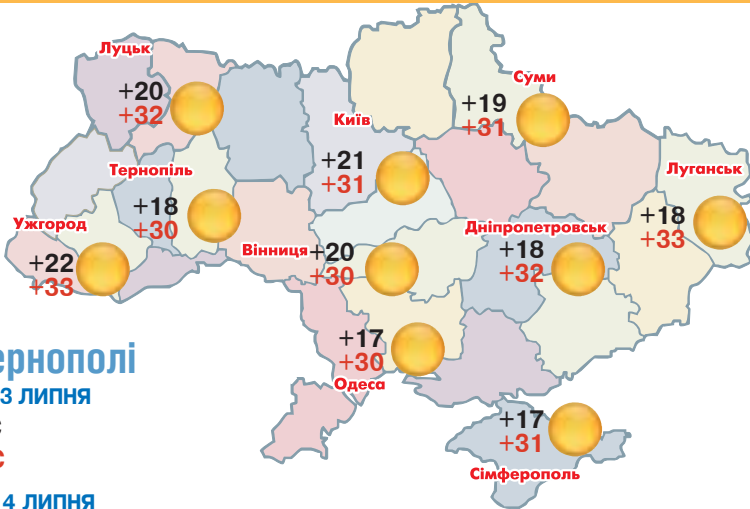 Луцьк
+20
+32
Суми
+19
+31
Київ
+21
+31
Тернопіль
+18
+30
Луганськ
+18
+33
Ужгород
+22
+33
Вінниця
+20
+30
Дніпропетровськ
+18
+32
+17
+30
Одеса
+17
+31
Сімферополь
ернополі
3 липня
С
4 липня